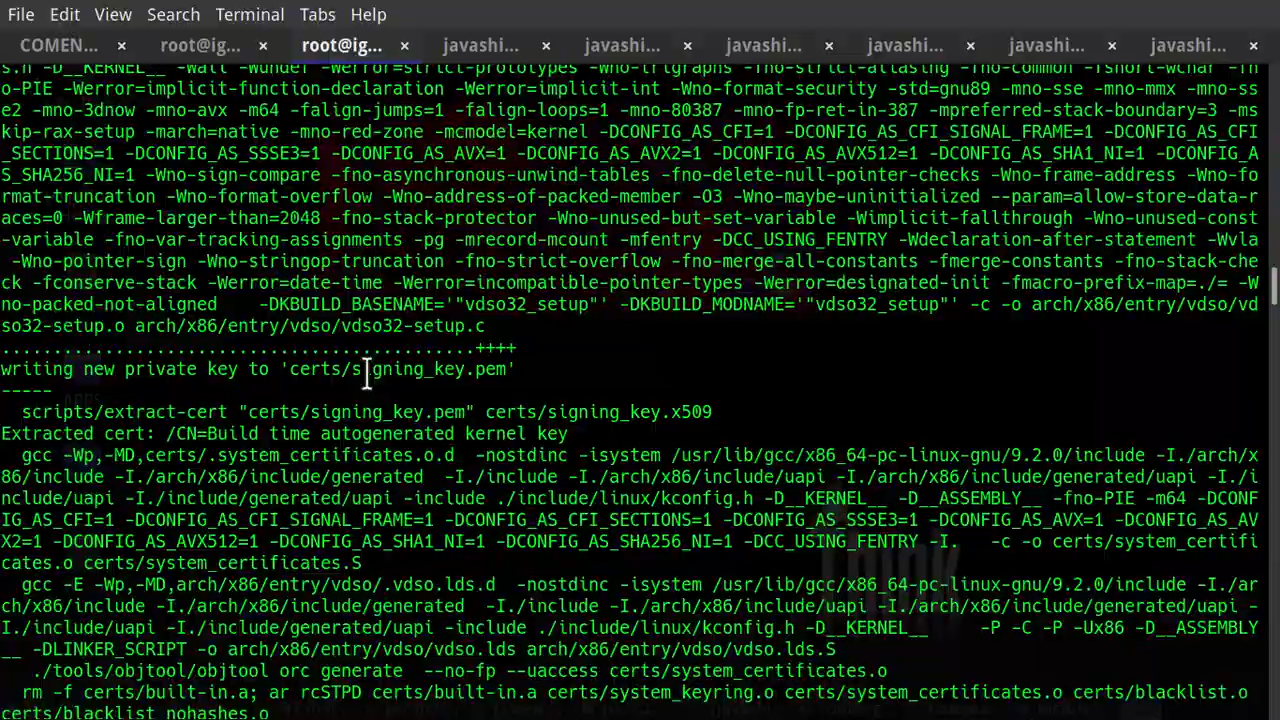 File Edit View Search Terminal Tabs Help
COMEN... × root@ig... × root@ig... × javashi... × javashi... × javashi... × javashi... × javashi... × javashi... ×
s.h -D__KERNEL__ -Wall -Wundef -Werror=strict-prototypes -Wno-trigraphs -fno-strict-aliasing -fno-common -fshort-wchar -fn
o-PIE -Werror=implicit-function-declaration -Werror=implicit-int -Wno-format-security -std=gnu89 -mno-sse -mno-mmx -mno-ss
e2 -mno-3dnow -mno-avx -m64 -falign-jumps=1 -falign-loops=1 -mno-80387 -mno-fp-ret-in-387 -mpreferred-stack-boundary=3 -ms
kip-rax-setup -march=native -mno-red-zone -mcmodel=kernel -DCONFIG_AS_CFI=1 -DCONFIG_AS_CFI_SIGNAL_FRAME=1 -DCONFIG_AS_CFI
_SECTIONS=1 -DCONFIG_AS_SSSE3=1 -DCONFIG_AS_AVX=1 -DCONFIG_AS_AVX2=1 -DCONFIG_AS_AVX512=1 -DCONFIG_AS_SHA1_NI=1 -DCONFIG_A
S_SHA256_NI=1 -Wno-sign-compare -fno-asynchronous-unwind-tables -fno-delete-null-pointer-checks -Wno-frame-address -Wno-fo
rmat-truncation -Wno-format-overflow -Wno-address-of-packed-member -O3 -Wno-maybe-uninitialized --param=allow-store-data-r
aces=0 -Wframe-larger-than=2048 -fno-stack-protector -Wno-unused-but-set-variable -Wimplicit-fallthrough -Wno-unused-const
-variable -fno-var-tracking-assignments -pg -mrecord-mcount -mfentry -DCC_USING_FENTRY -Wdeclaration-after-statement -Wvla
 -Wno-pointer-sign -Wno-stringop-truncation -fno-strict-overflow -fno-merge-all-constants -fmerge-constants -fno-stack-che
ck -fconserve-stack -Werror=date-time -Werror=incompatible-pointer-types -Werror=designated-init -fmacro-prefix-map=./= -W
no-packed-not-aligned    -DKBUILD_BASENAME='"vdso32_setup"' -DKBUILD_MODNAME='"vdso32_setup"' -c -o arch/x86/entry/vdso/vd
so32-setup.o arch/x86/entry/vdso/vdso32-setup.c
..............................................++++
writing new private key to 'certs/signing_key.pem'
-----
  scripts/extract-cert "certs/signing_key.pem" certs/signing_key.x509
Extracted cert: /CN=Build time autogenerated kernel key
  gcc -Wp,-MD,certs/.system_certificates.o.d  -nostdinc -isystem /usr/lib/gcc/x86_64-pc-linux-gnu/9.2.0/include -I./arch/x
86/include -I./arch/x86/include/generated  -I./include -I./arch/x86/include/uapi -I./arch/x86/include/generated/uapi -I./i
nclude/uapi -I./include/generated/uapi -include ./include/linux/kconfig.h -D__KERNEL__ -D__ASSEMBLY__ -fno-PIE -m64 -DCONF
IG_AS_CFI=1 -DCONFIG_AS_CFI_SIGNAL_FRAME=1 -DCONFIG_AS_CFI_SECTIONS=1 -DCONFIG_AS_SSSE3=1 -DCONFIG_AS_AVX=1 -DCONFIG_AS_AV
X2=1 -DCONFIG_AS_AVX512=1 -DCONFIG_AS_SHA1_NI=1 -DCONFIG_AS_SHA256_NI=1 -DCC_USING_FENTRY -I.   -c -o certs/system_certifi
cates.o certs/system_certificates.S
  gcc -E -Wp,-MD,arch/x86/entry/vdso/.vdso.lds.d  -nostdinc -isystem /usr/lib/gcc/x86_64-pc-linux-gnu/9.2.0/include -I./ar
ch/x86/include -I./arch/x86/include/generated  -I./include -I./arch/x86/include/uapi -I./arch/x86/include/generated/uapi -
I./include/uapi -I./include/generated/uapi -include ./include/linux/kconfig.h -D__KERNEL__     -P -C -P -Ux86 -D__ASSEMBLY
__ -DLINKER_SCRIPT -o arch/x86/entry/vdso/vdso.lds arch/x86/entry/vdso/vdso.lds.S
   ./tools/objtool/objtool orc generate  --no-fp --uaccess certs/system_certificates.o
  rm -f certs/built-in.a; ar rcSTPD certs/built-in.a certs/system_keyring.o certs/system_certificates.o certs/blacklist.o
certs/blacklist_nohashes.o